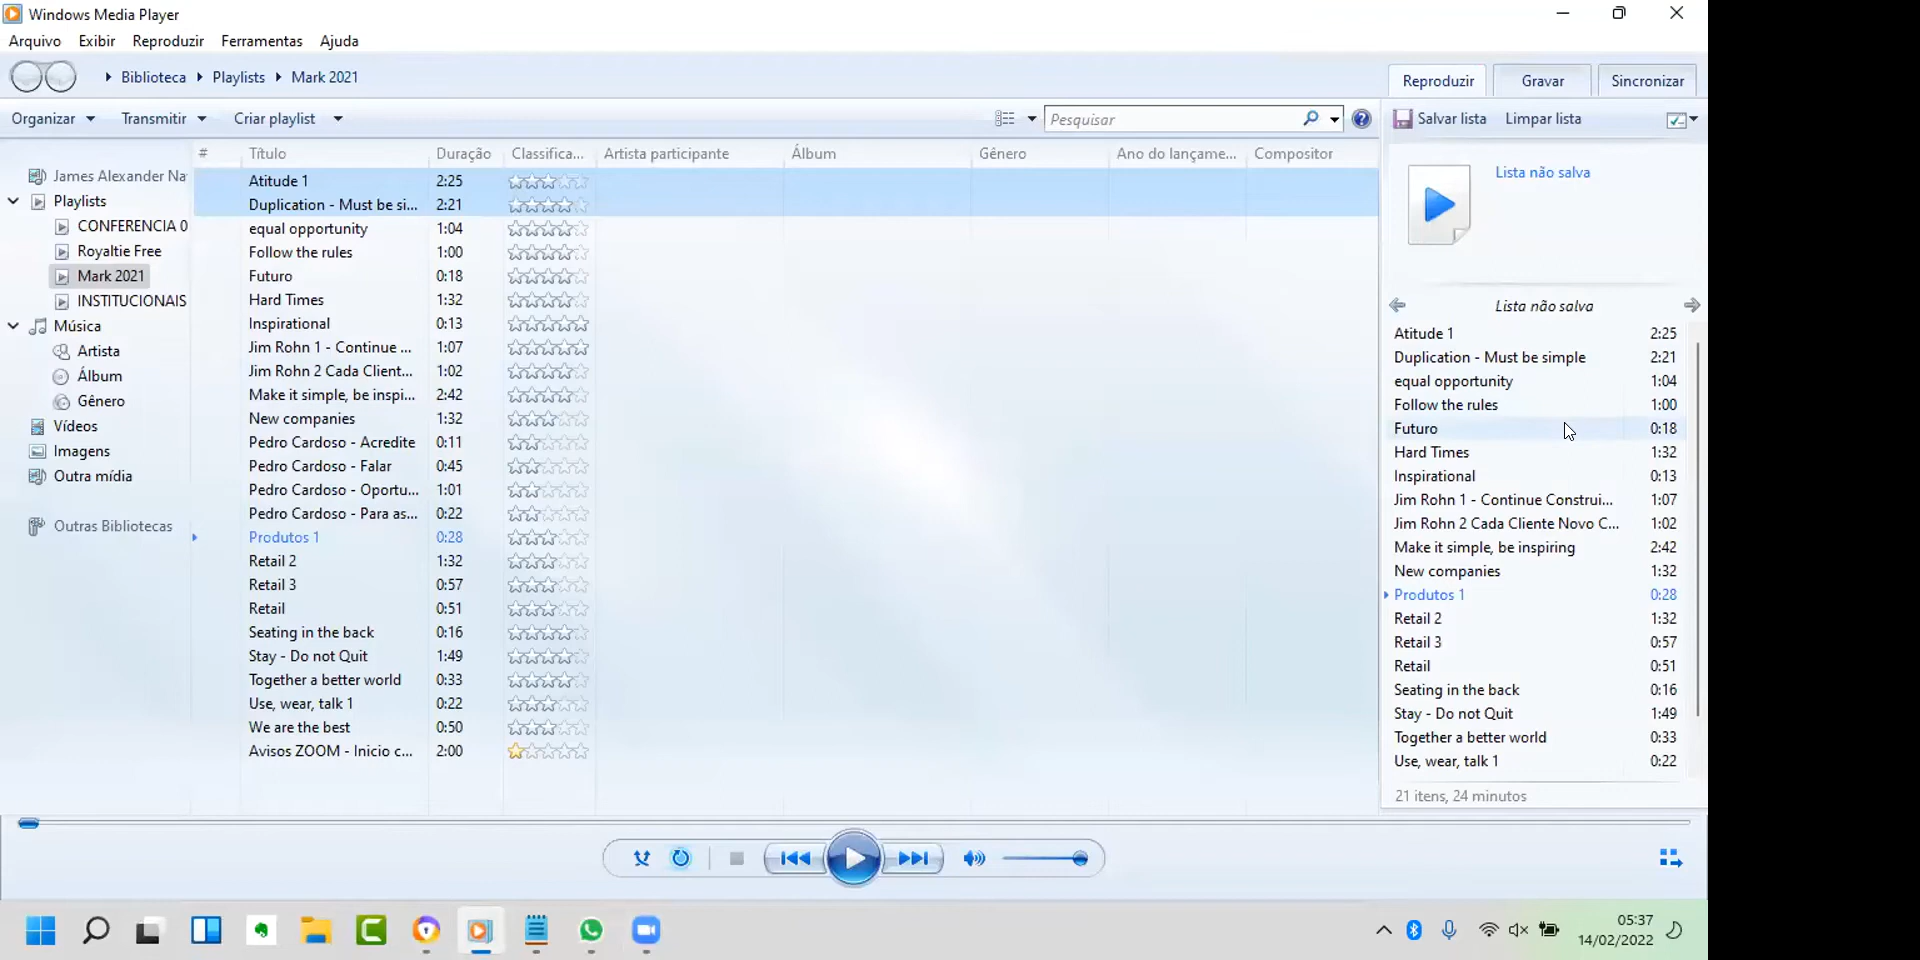 Windows Media Player
Arquivo Exibir Reproduzir Ferramentas Ajuda
Biblioteca Playlists Mark 2021
Reproduzir Gravar Sincronizar
Organizar Transmitir Criar playlist Pesquisar
Salvar lista Limpar lista
# Título Duração Classifica... Artista participante Álbum Gênero Ano do lançame... Compositor
James Alexander Na
Playlists
CONFERENCIA 0
Royaltie Free
Mark 2021
INSTITUCIONAIS
Música
Artista
Álbum
Gênero
Vídeos
Imagens
Outra mídia
Outras Bibliotecas
Atitude 1 2:25
Duplication - Must be si... 2:21
equal opportunity 1:04
Follow the rules 1:00
Futuro 0:18
Hard Times 1:32
Inspirational 0:13
Jim Rohn 1 - Continue ... 1:07
Jim Rohn 2 Cada Client... 1:02
Make it simple, be inspi... 2:42
New companies 1:32
Pedro Cardoso - Acredite 0:11
Pedro Cardoso - Falar 0:45
Pedro Cardoso - Oportu... 1:01
Pedro Cardoso - Para as... 0:22
Produtos 1 0:28
Retail 2 1:32
Retail 3 0:57
Retail 0:51
Seating in the back 0:16
Stay - Do not Quit 1:49
Together a better world 0:33
Use, wear, talk 1 0:22
We are the best 0:50
Avisos ZOOM - Inicio c... 2:00
Lista não salva
Lista não salva
Atitude 1 2:25
Duplication - Must be simple 2:21
equal opportunity 1:04
Follow the rules 1:00
Futuro 0:18
Hard Times 1:32
Inspirational 0:13
Jim Rohn 1 - Continue Construi... 1:07
Jim Rohn 2 Cada Cliente Novo C... 1:02
Make it simple, be inspiring 2:42
New companies 1:32
Produtos 1 0:28
Retail 2 1:32
Retail 3 0:57
Retail 0:51
Seating in the back 0:16
Stay - Do not Quit 1:49
Together a better world 0:33
Use, wear, talk 1 0:22
21 itens, 24 minutos
05:37
14/02/2022